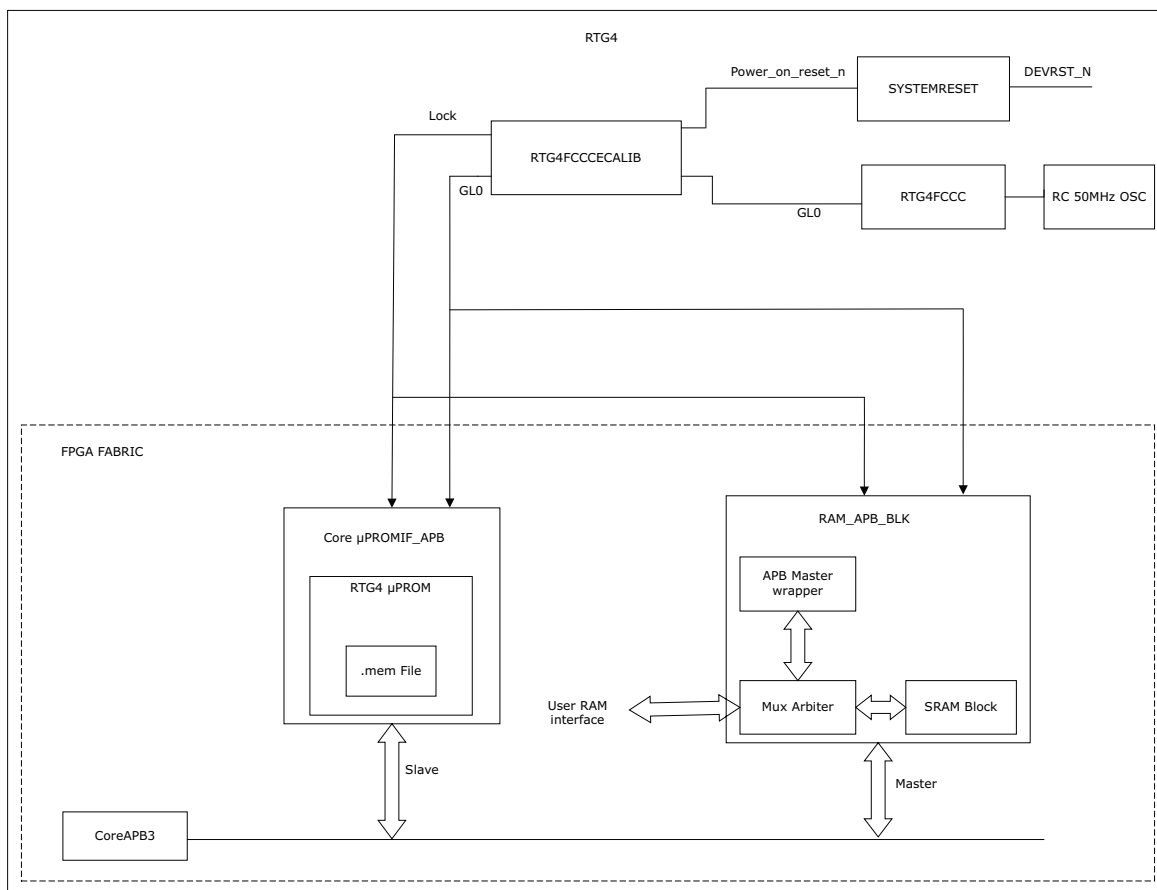 RTG4
Power_on_reset_n
DEVRST_N
SYSTEMRESET
Lock
RTG4FCCCECALIB
GL0
RTG4FCCC
RC 50MHz OSC
GL0
FPGA FABRIC
RAM_APB_BLK
Core µPROMIF_APB
APB Master
wrapper
RTG4 µPROM
.mem File
User RAM
interface
Mux Arbiter
SRAM Block
Slave
Master
CoreAPB3